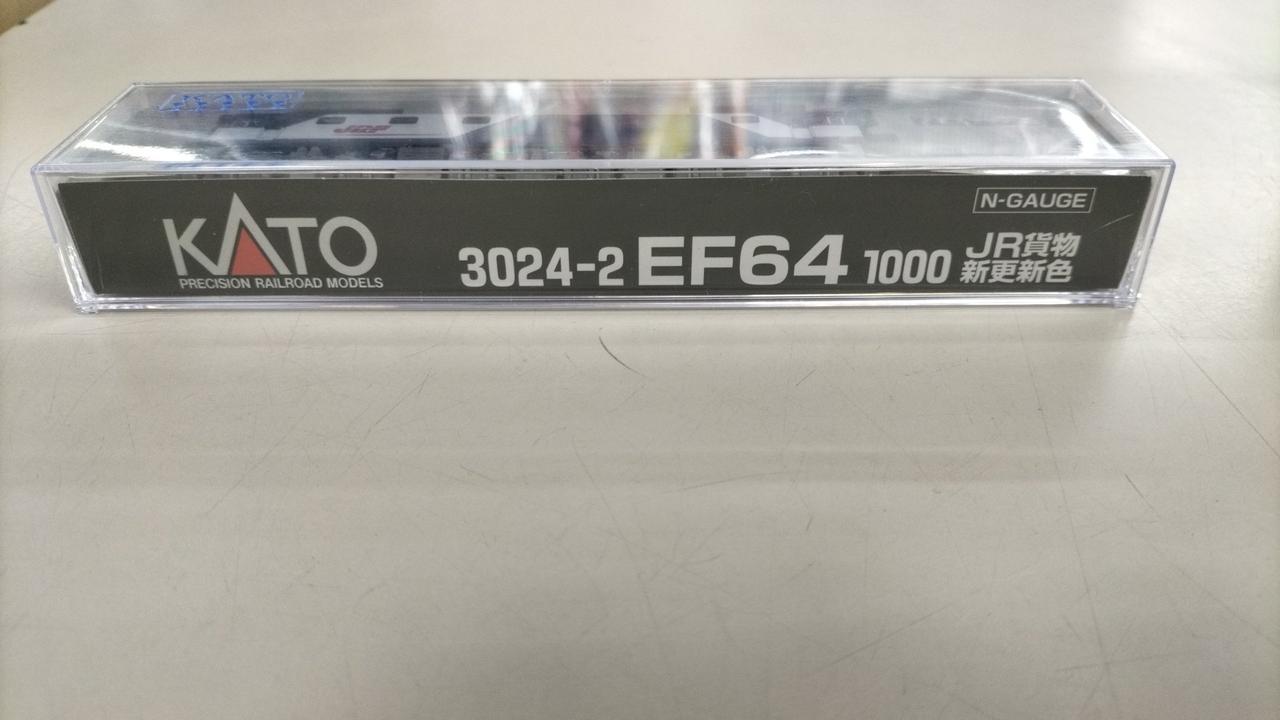 KATO
PRECISION RAILROAD MODELS
3024-2 EF64 1000
JR貨物
新更新色
N-GAUGE
JRF